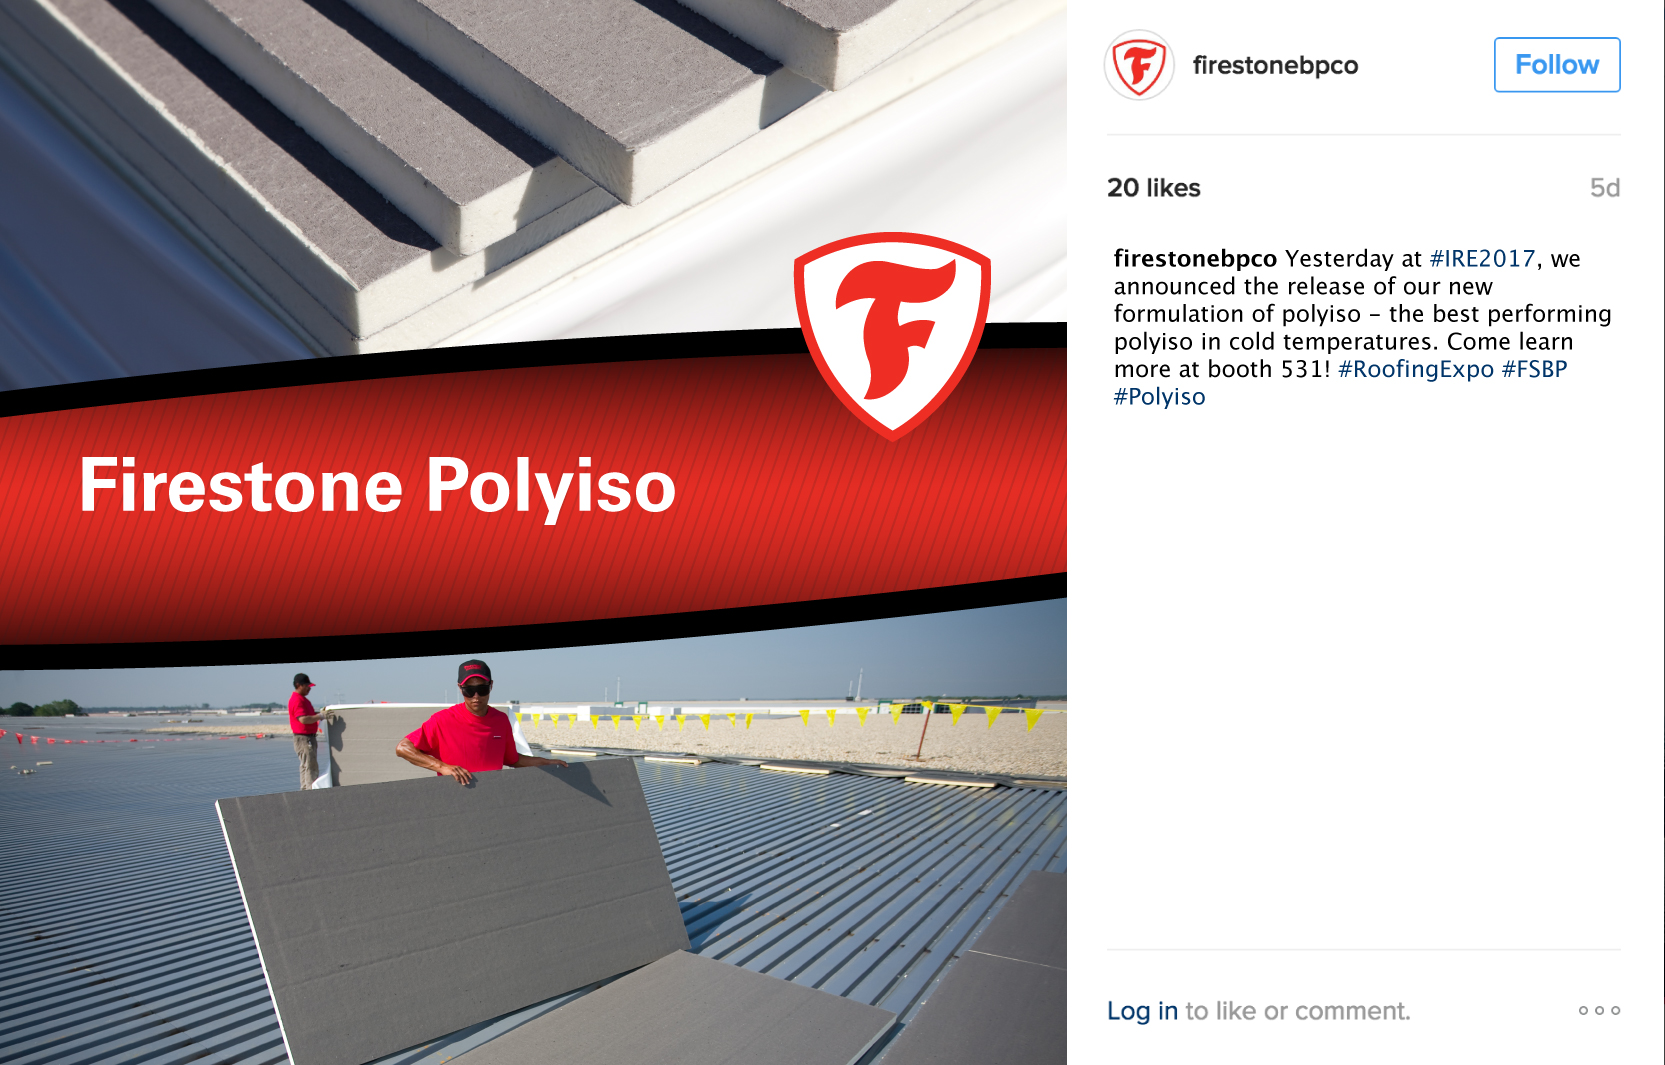 Firestone Polyiso
firestonebpco
Follow
20 likes
5d
firestonebpco Yesterday at #IRE2017, we
announced the release of our new
formulation of polyiso – the best performing
polyiso in cold temperatures. Come learn
more at booth 531! #RoofingExpo #FSBP
#Polyiso
Log in to like or comment.